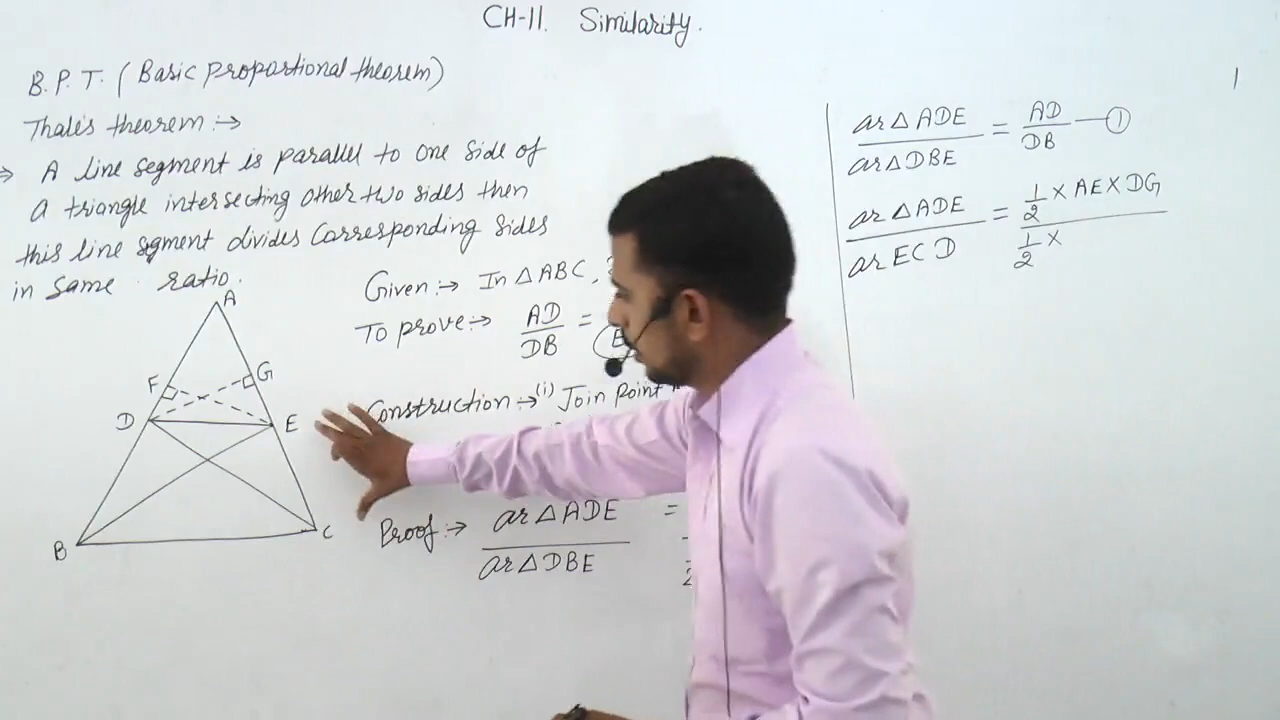 CH-11. Similarity.
B.P.T. (Basic proportional theorem)
Thale's theorem :→
⇒ A line segment is parallel to one side of
a triangle intersecting other two sides then
this line sgment divides Corresponding sides
in same ratio.
A
F
G
D
E
B
C
Given :→ In △ABC,
To prove :→ AD/DB =
Construction :→ (i) Join Point
Proof :→ ar△ADE / ar△DBE =
1
ar△ADE / ar△DBE = AD/DB —①
ar△ADE / arECD = 1/2 × AE × DG / 1/2 ×